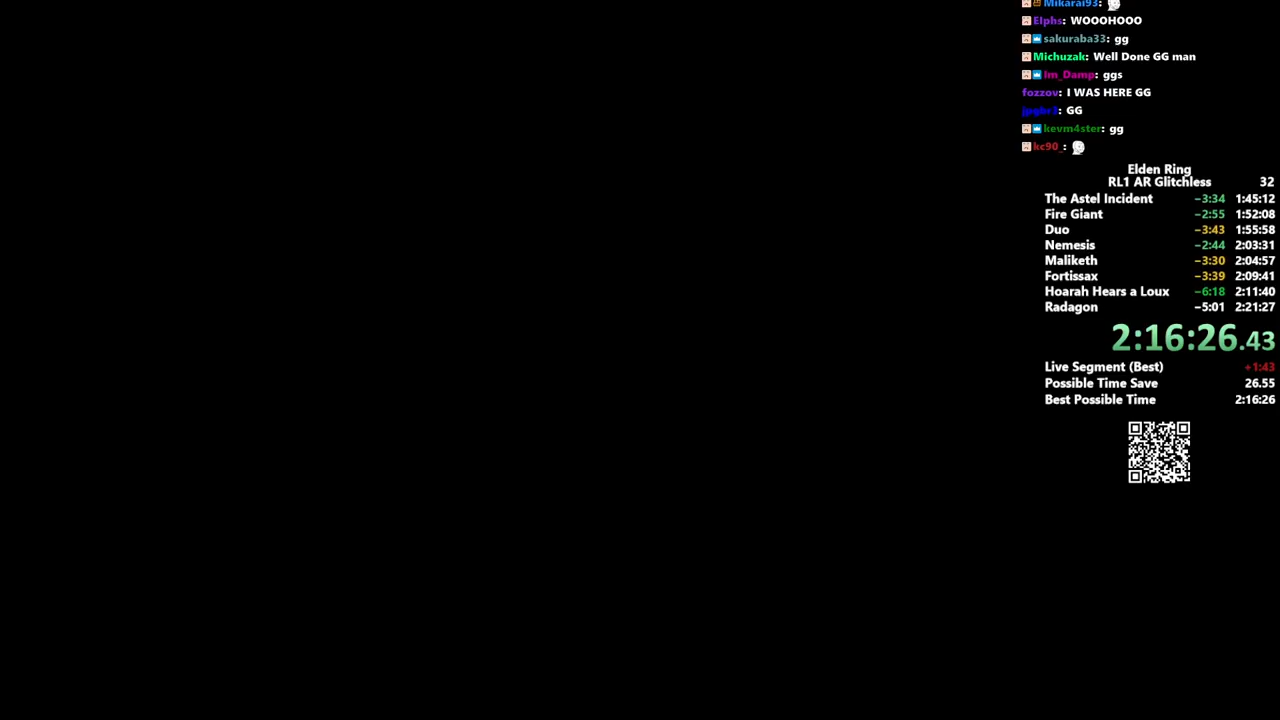 Mikarai93:
Elphs: WOOOHOOO
sakuraba33: gg
Michuzak: Well Done GG man
Im_Damp: ggs
fozzov: I WAS HERE GG
GG
kevm4ster: gg
kc90_:
Elden Ring
RL1 AR Glitchless 32
The Astel Incident −3:34 1:45:12
Fire Giant −2:55 1:52:08
Duo −3:43 1:55:58
Nemesis −2:44 2:03:31
Maliketh −3:30 2:04:57
Fortissax −3:39 2:09:41
Hoarah Hears a Loux −6:18 2:11:40
Radagon −5:01 2:21:27
2:16:26.43
Live Segment (Best) +1:43
Possible Time Save 26.55
Best Possible Time 2:16:26